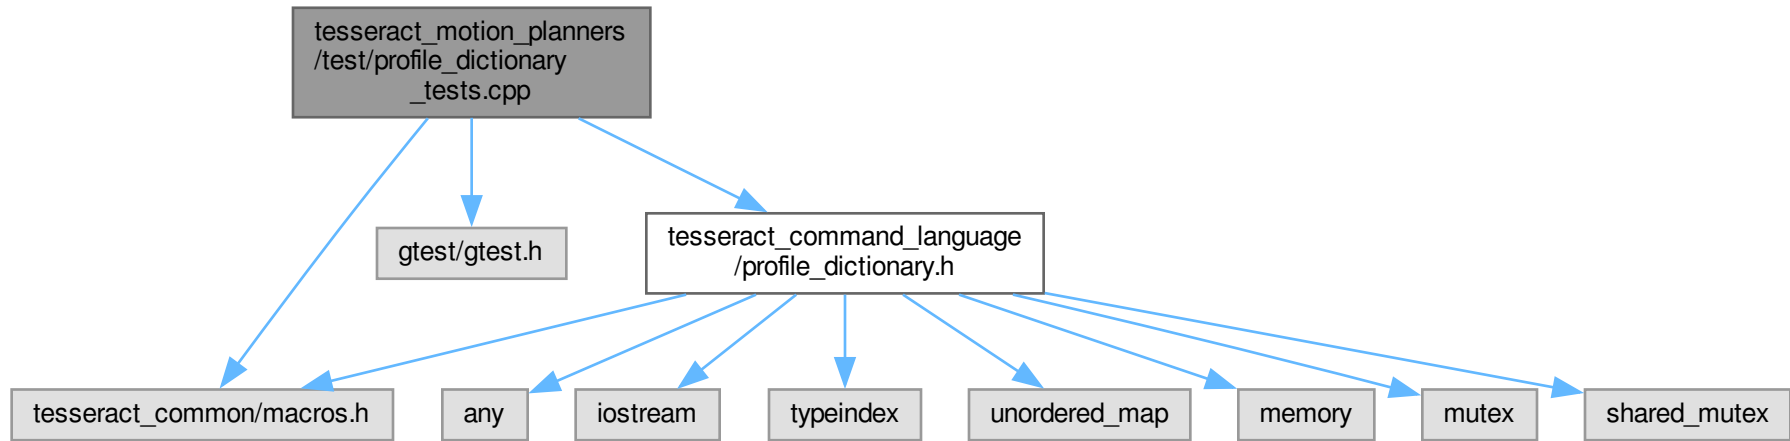 tesseract_motion_planners
/test/profile_dictionary
_tests.cpp
gtest/gtest.h
tesseract_command_language
/profile_dictionary.h
tesseract_common/macros.h
any
iostream
typeindex
unordered_map
memory
mutex
shared_mutex